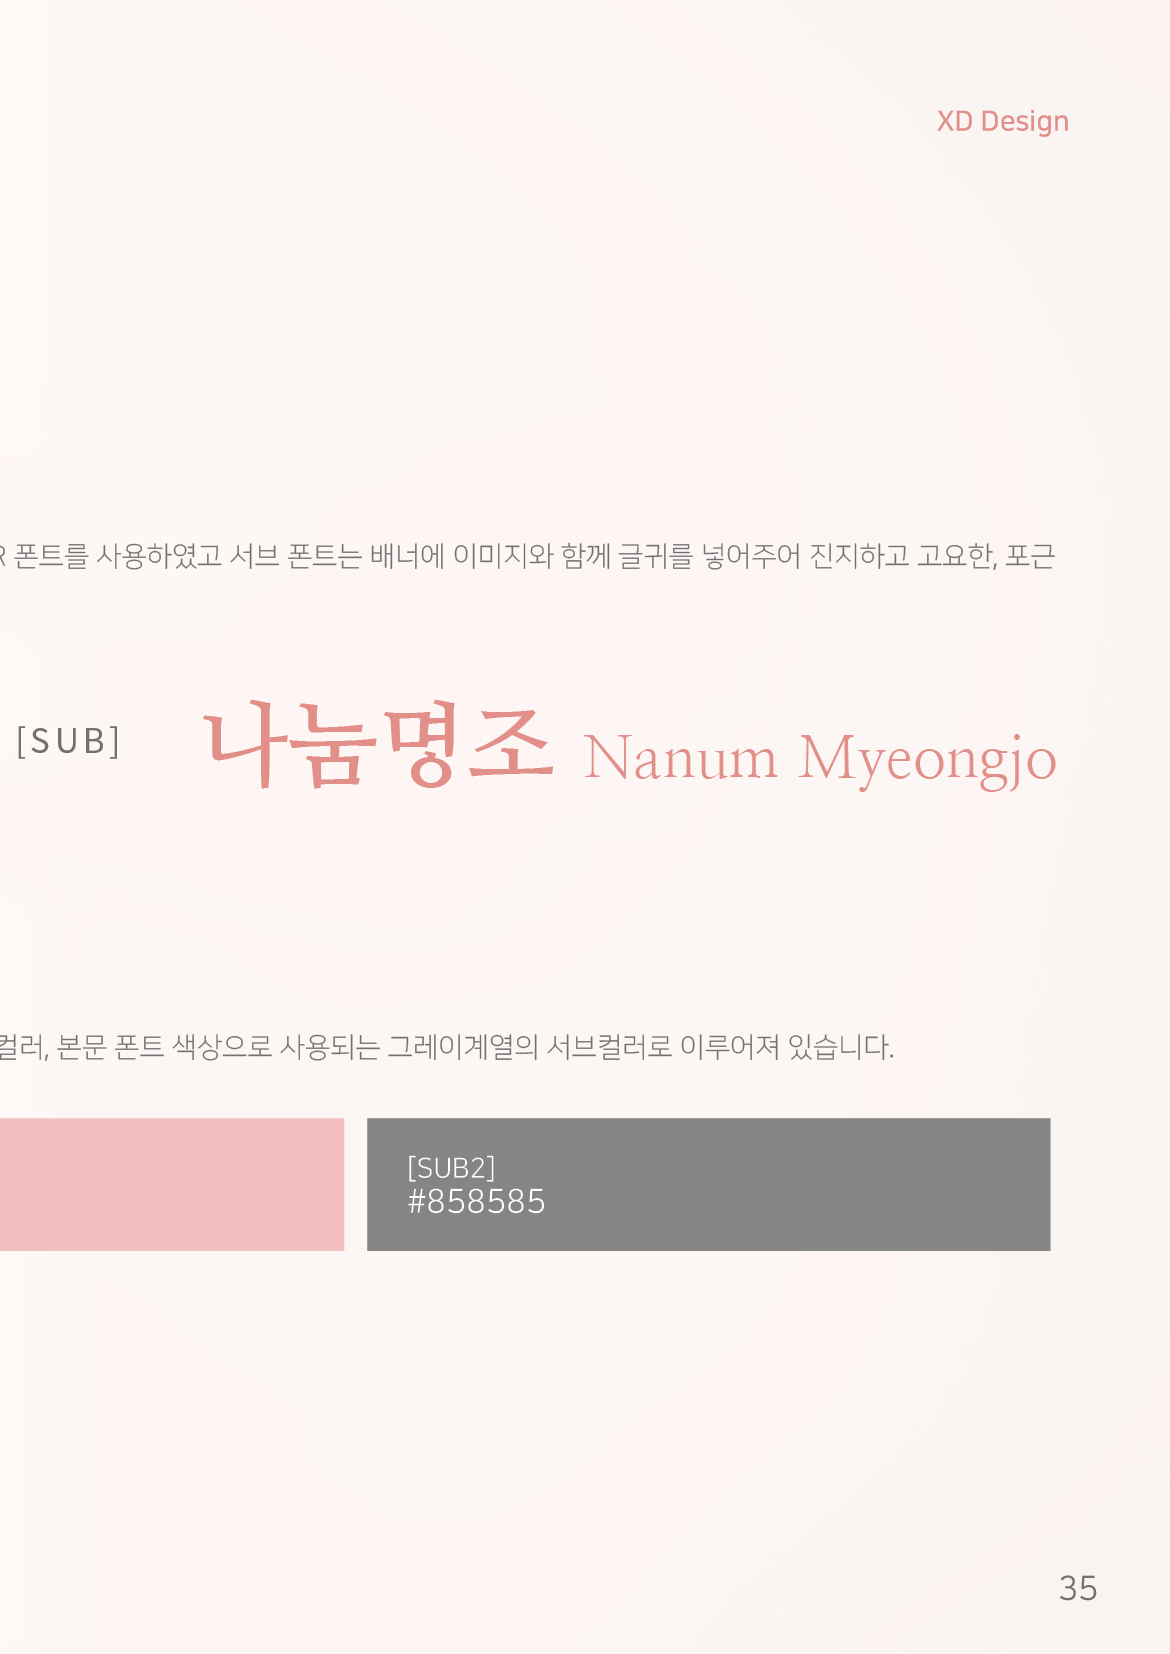 XD Design
R 폰트를 사용하였고 서브 폰트는 배너에 이미지와 함께 글귀를 넣어주어 진지하고 고요한, 포근
[SUB] 나눔명조 Nanum Myeongjo
컬러, 본문 폰트 색상으로 사용되는 그레이계열의 서브컬러로 이루어져 있습니다.
[SUB2]
#858585
35